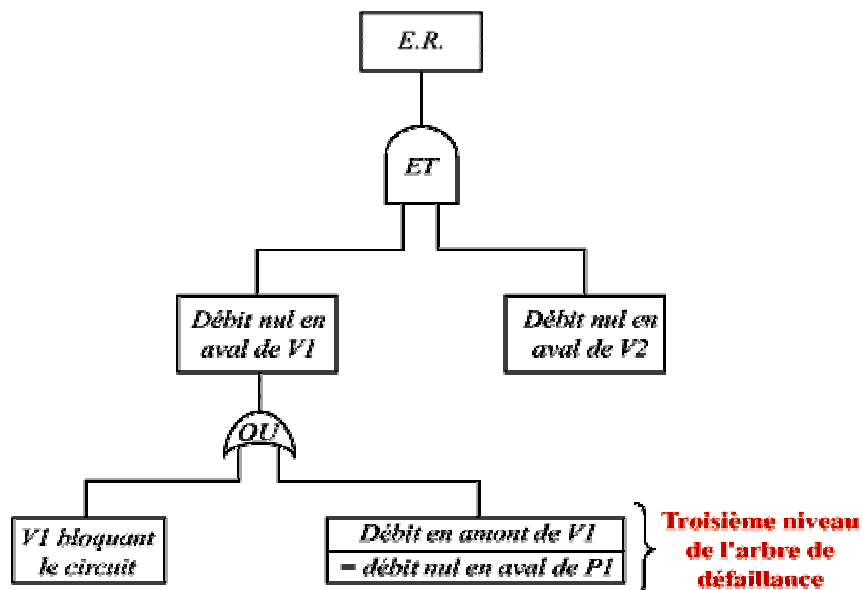 E.R.
ET
Débit nul en
aval de V1
Débit nul en
aval de V2
OU
V1 bloquant
le circuit
Débit en amont de V1
= débit nul en aval de P1
Troisième niveau
de l'arbre de
défaillance